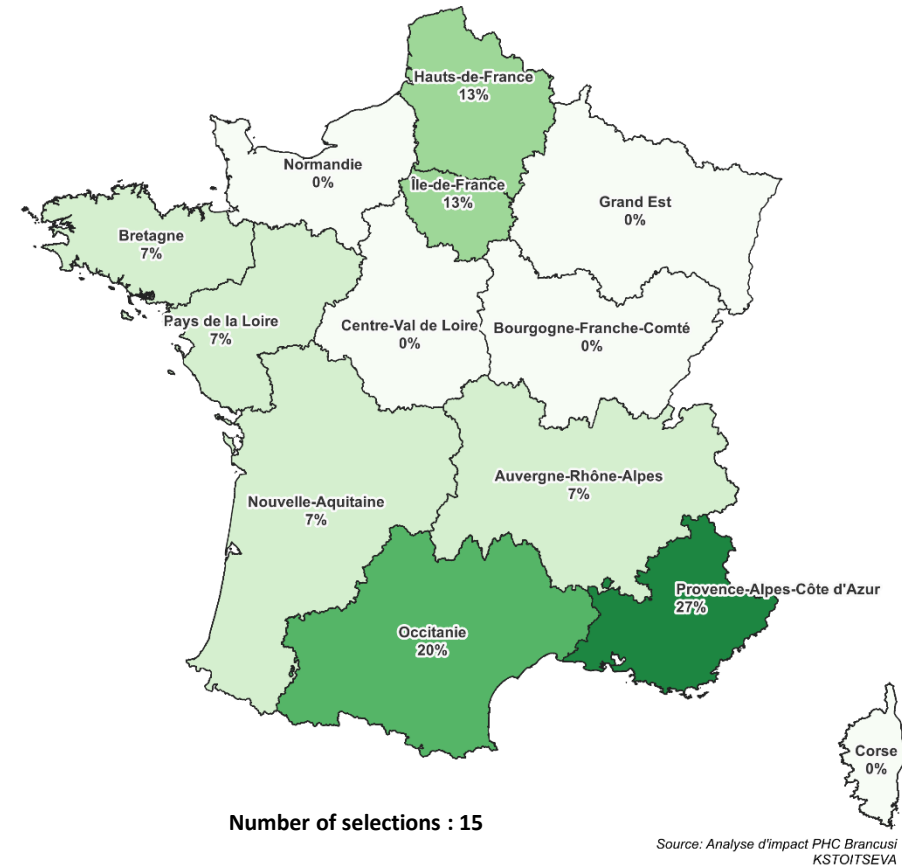 Hauts-de-France
13%
Normandie
0%
Île-de-France
13%
Grand Est
0%
Bretagne
7%
Pays de la Loire
7%
Centre-Val de Loire
0%
Bourgogne-Franche-Comté
0%
Auvergne-Rhône-Alpes
7%
Nouvelle-Aquitaine
7%
Provence-Alpes-Côte d'Azur
27%
Occitanie
20%
Corse
0%
Number of selections : 15
Source: Analyse d'impact PHC Brancusi
KSTOITSEVA